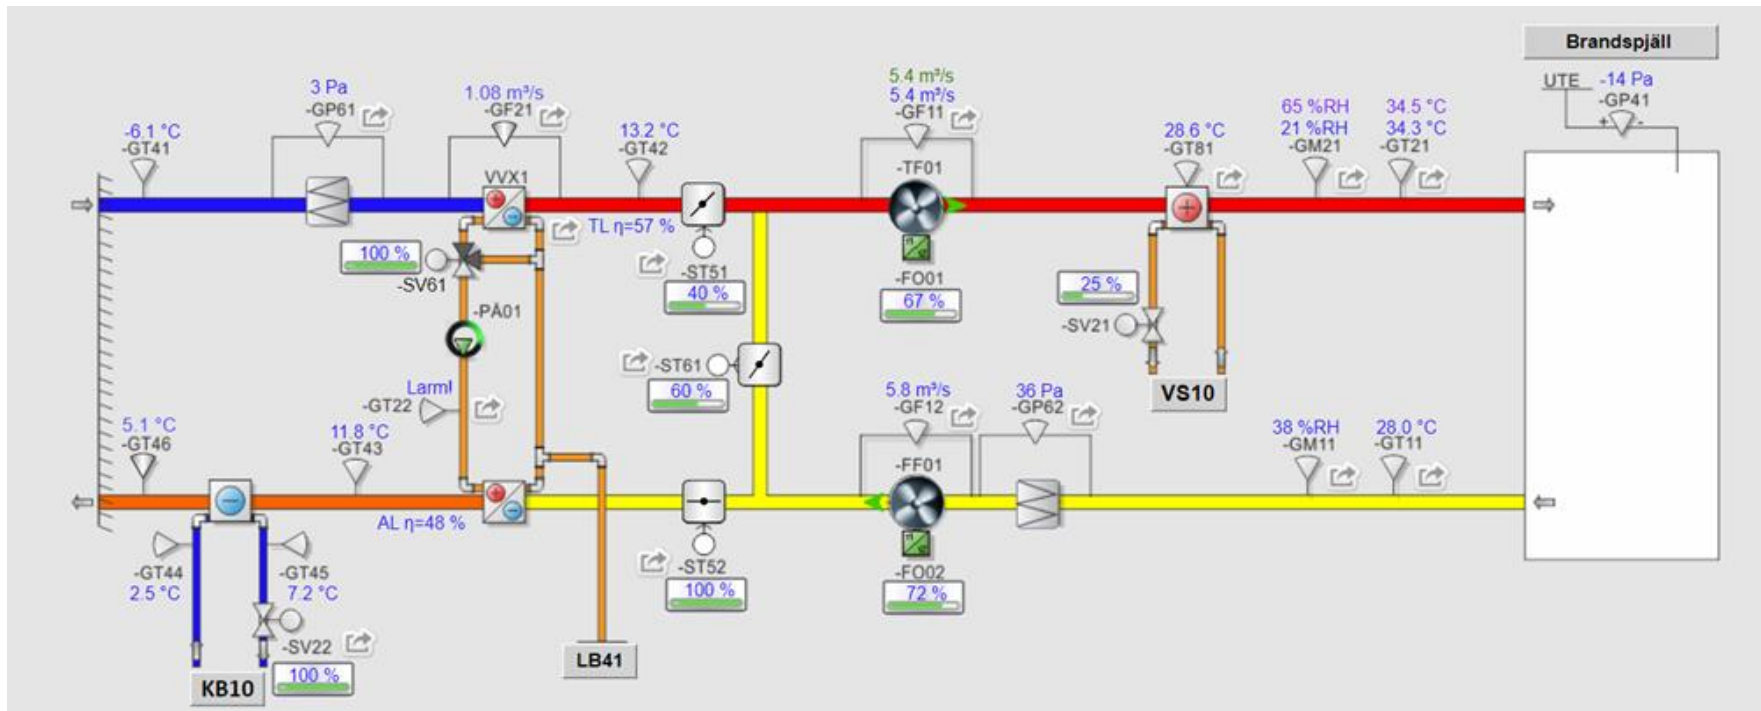 Brandspjäll
UTE
-14 Pa
-GP41
+ -
3 Pa
-GP61
1.08 m³/s
-GF21
5.4 m³/s
5.4 m³/s
-GF11
65 %RH
21 %RH
-GM21
34.5 °C
34.3 °C
-GT21
-6.1 °C
-GT41
13.2 °C
-GT42
28.6 °C
-GT81
VVX1
-TF01
TL η=57 %
100 %
-SV61
-ST51
40 %
-FO01
67 %
25 %
-SV21
-PÅ01
-ST61
60 %
VS10
Larm!
-GT22
5.8 m³/s
-GF12
36 Pa
-GP62
5.1 °C
-GT46
11.8 °C
-GT43
38 %RH
-GM11
28.0 °C
-GT11
-FF01
AL η=48 %
-GT44
2.5 °C
-GT45
7.2 °C
-ST52
100 %
-FO02
72 %
-SV22
100 %
KB10
LB41